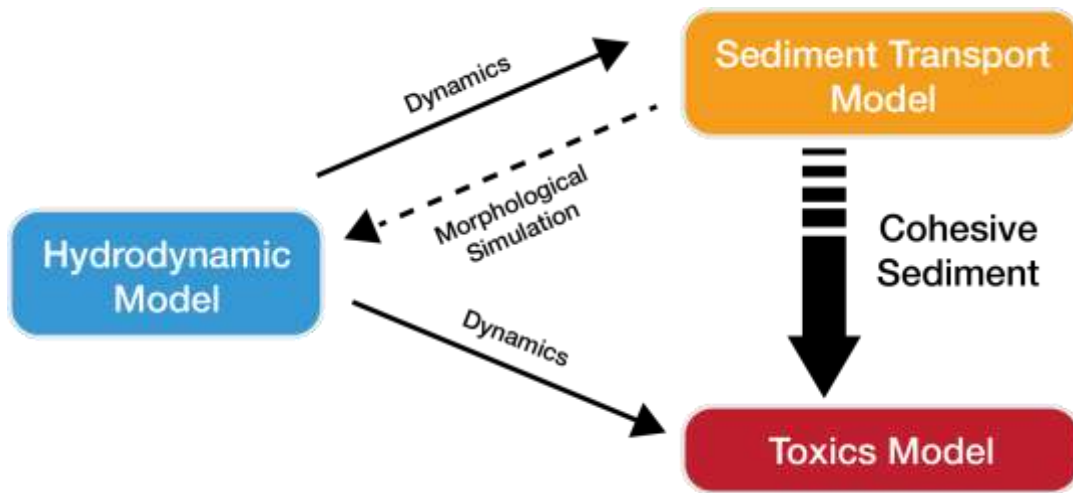 Sediment Transport
Model
Dynamics
Morphological
Simulation
Hydrodynamic
Model
Cohesive
Sediment
Dynamics
Toxics Model